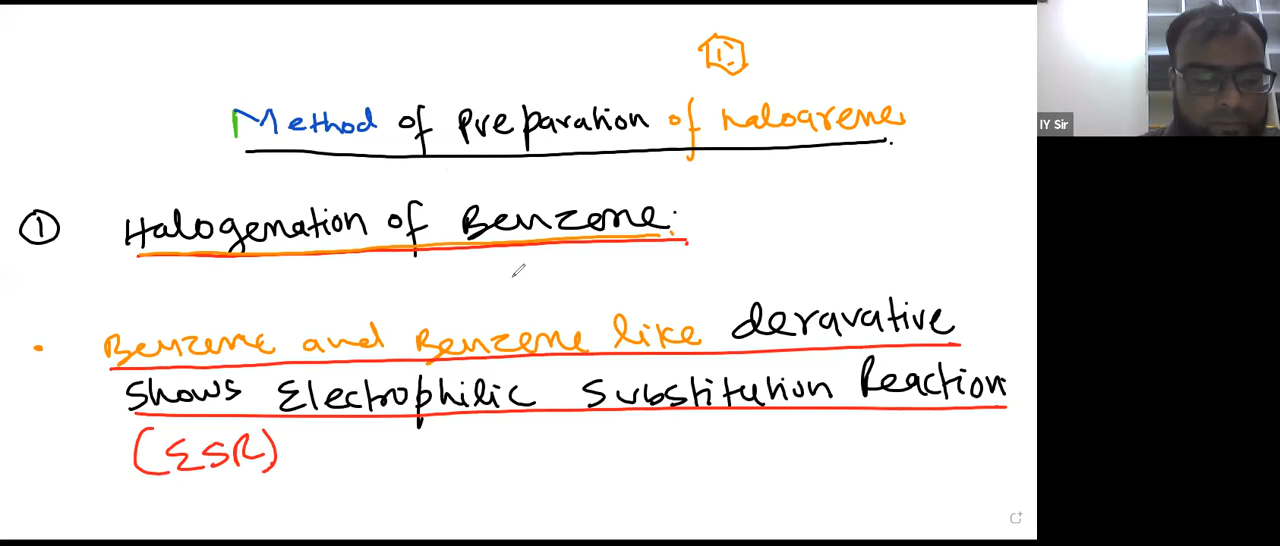 Method of Preparation of haloarenes
IY Sir
① Halogenation of Benzene:
• Benzene and Benzene like deravative
shows Electrophilic Substitution Reaction
(ESR)